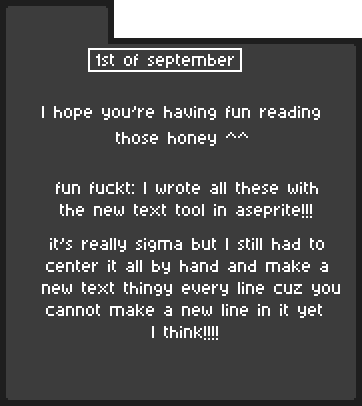 1st of september
I hope you're having fun reading
those honey ^^
fun fuckt: I wrote all these with
the new text tool in aseprite!!!
it's really sigma but I still had to
center it all by hand and make a
new text thingy every line cuz you
cannot make a new line in it yet
I think!!!!